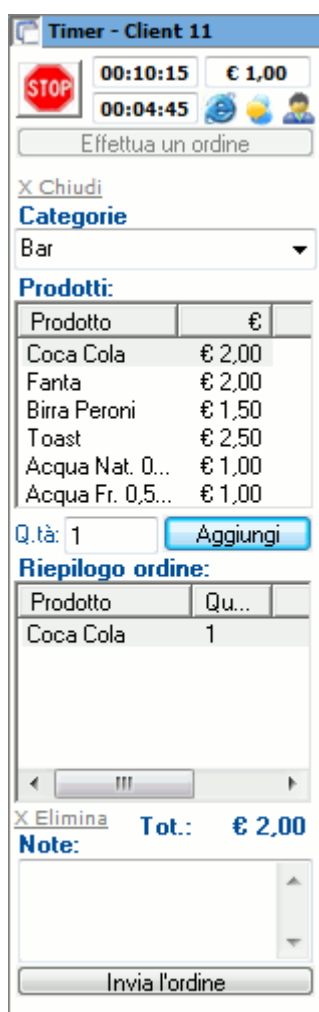 Timer - Client 11
STOP
00:10:15 € 1,00
00:04:45
Effettua un ordine
X Chiudi
Categorie
Bar
Prodotti:
Prodotto €
Coca Cola € 2,00
Fanta € 2,00
Birra Peroni € 1,50
Toast € 2,50
Acqua Nat. 0... € 1,00
Acqua Fr. 0,5... € 1,00
Q.tà: 1 Aggiungi
Riepilogo ordine:
Prodotto Qu...
Coca Cola 1
X Elimina Tot.: € 2,00
Note:
Invia l'ordine